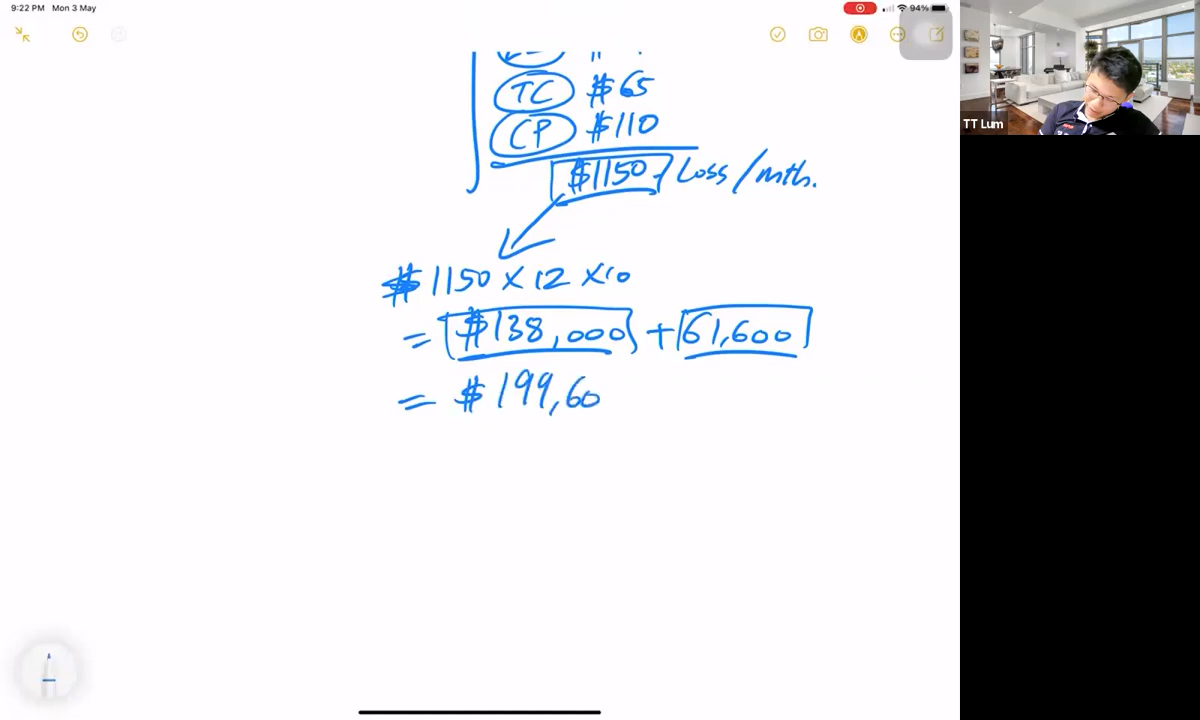 9:22 PM Mon 3 May
94%
TT Lum
TC $65
CP $110
$1150 Loss/mth.
$1150 x 12 x 10
= $138,000 + 61,600
= $199,60